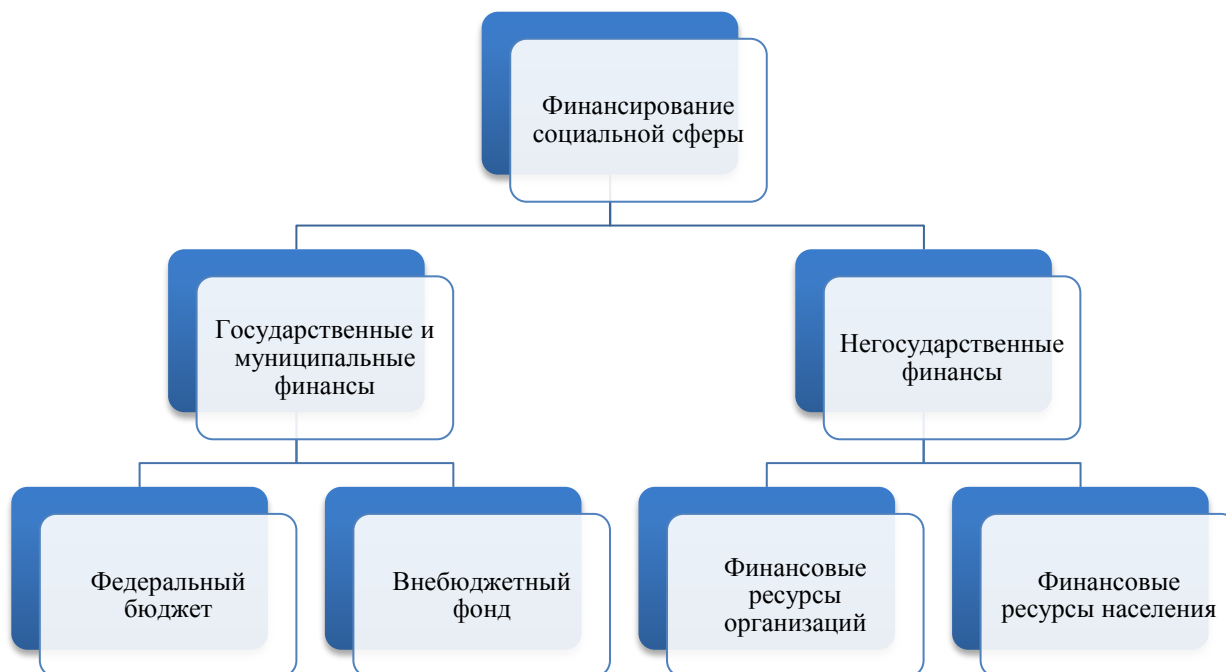 Финансирование
социальной сферы
Государственные и
муниципальные
финансы
Негосударственные
финансы
Федеральный
бюджет
Внебюджетный
фонд
Финансовые
ресурсы
организаций
Финансовые
ресурсы населения